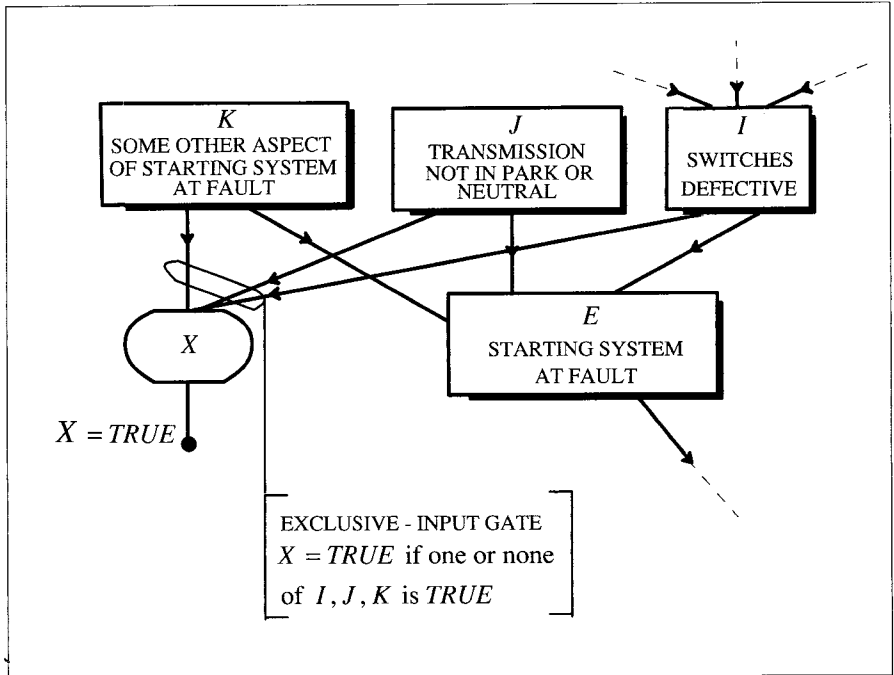 K
SOME OTHER ASPECT
OF STARTING SYSTEM
AT FAULT
J
TRANSMISSION
NOT IN PARK OR
NEUTRAL
I
SWITCHES
DEFECTIVE
X
E
STARTING SYSTEM
AT FAULT
X = TRUE
EXCLUSIVE - INPUT GATE
X = TRUE if one or none
of I , J , K is TRUE